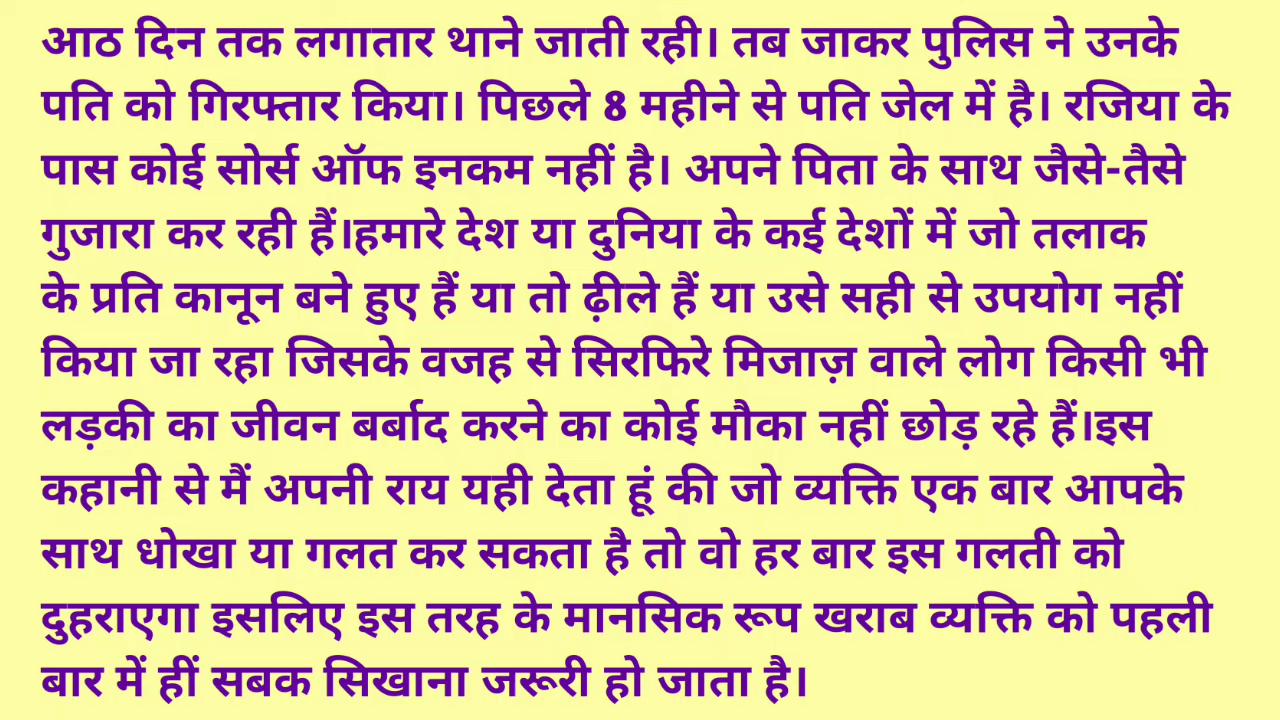 आठ दिन तक लगातार थाने जाती रही। तब जाकर पुलिस ने उनके
पति को गिरफ्तार किया। पिछले 8 महीने से पति जेल में है। रजिया के
पास कोई सोर्स ऑफ इनकम नहीं है। अपने पिता के साथ जैसे-तैसे
गुजारा कर रही हैं।हमारे देश या दुनिया के कई देशों में जो तलाक
के प्रति कानून बने हुए हैं या तो ढ़ीले हैं या उसे सही से उपयोग नहीं
किया जा रहा जिसके वजह से सिरफिरे मिजाज़ वाले लोग किसी भी
लड़की का जीवन बर्बाद करने का कोई मौका नहीं छोड़ रहे हैं।इस
कहानी से मैं अपनी राय यही देता हूं की जो व्यक्ति एक बार आपके
साथ धोखा या गलत कर सकता है तो वो हर बार इस गलती को
दुहराएगा इसलिए इस तरह के मानसिक रूप खराब व्यक्ति को पहली
बार में हीं सबक सिखाना जरूरी हो जाता है।